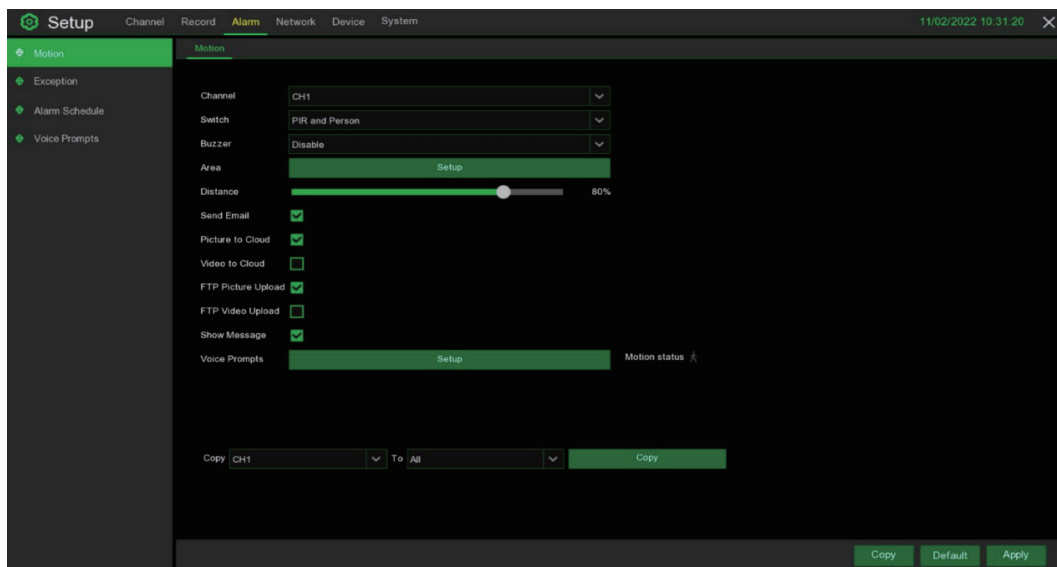 Setup Channel Record Alarm Network Device System 11/02/2022 10:31:20
Motion
Exception
Alarm Schedule
Voice Prompts
Motion
Channel CH1
Switch PIR and Person
Buzzer Disable
Area Setup
Distance 80%
Send Email
Picture to Cloud
Video to Cloud
FTP Picture Upload
FTP Video Upload
Show Message
Voice Prompts Setup Motion status
Copy CH1 To All Copy
Copy Default Apply